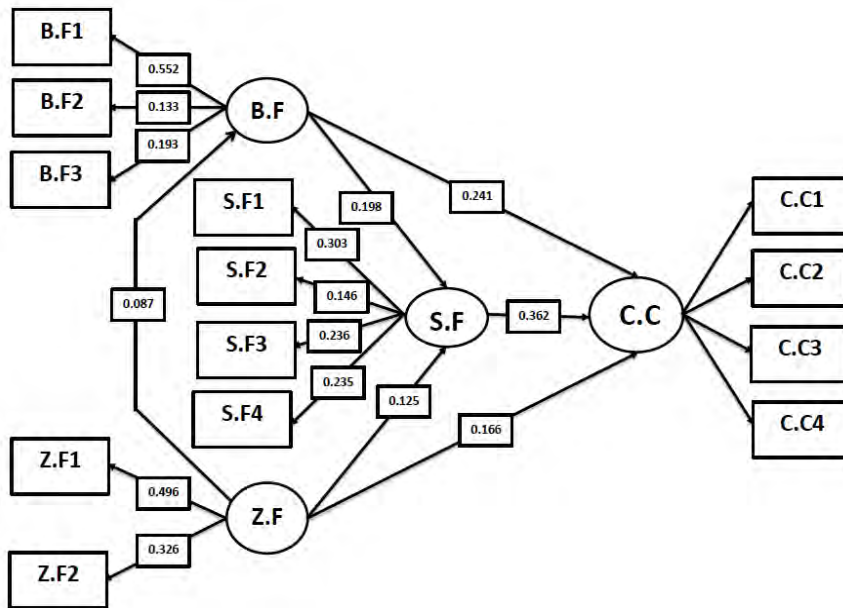 B.F1
0.552
B.F2
0.133
B.F
B.F3
0.193
S.F1
0.198
0.241
C.C1
0.303
S.F2
0.146
C.C2
0.087
S.F
0.362
C.C
S.F3
0.236
C.C3
0.235
S.F4
0.125
0.166
C.C4
Z.F1
0.496
Z.F
0.326
Z.F2